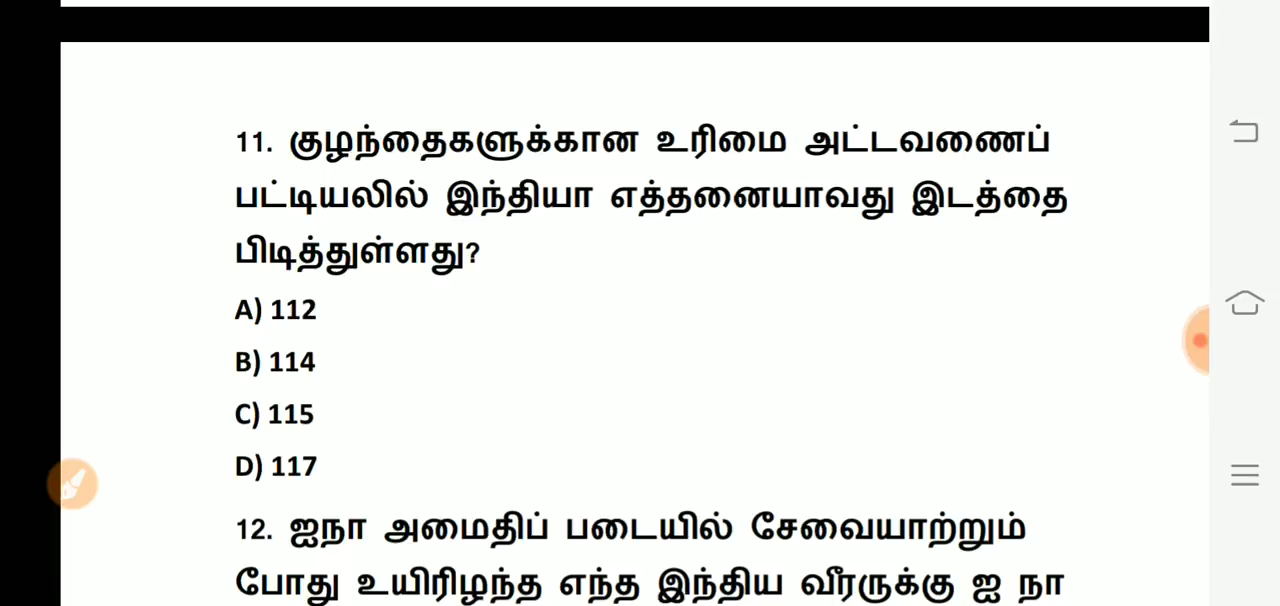 11. குழந்தைகளுக்கான உரிமை அட்டவணைப்
பட்டியலில் இந்தியா எத்தனையாவது இடத்தை
பிடித்துள்ளது?
A) 112
B) 114
C) 115
D) 117
12. ஐநா அமைதிப் படையில் சேவையாற்றும்
போது உயிரிழந்த எந்த இந்திய வீரருக்கு ஐ நா